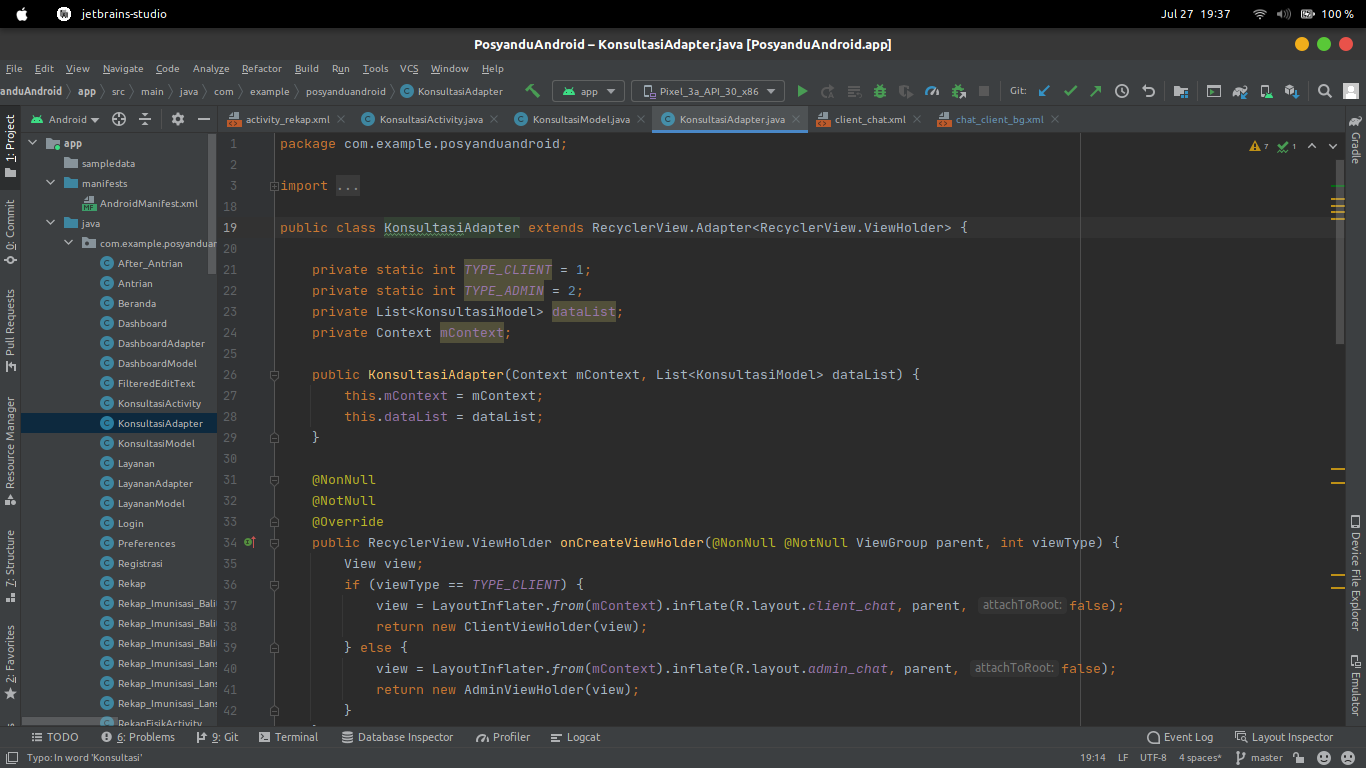 jetbrains-studio
Jul 27 19:37
100 %
PosyanduAndroid – KonsultasiAdapter.java [PosyanduAndroid.app]
File Edit View Navigate Code Analyze Refactor Build Run Tools VCS Window Help
anduAndroid app src main java com example posyanduandroid KonsultasiAdapter
app
Pixel_3a_API_30_x86
Git:
Android
activity_rekap.xml
KonsultasiActivity.java
KonsultasiModel.java
KonsultasiAdapter.java
client_chat.xml
chat_client_bg.xml
1: Project
0: Commit
Pull Requests
Resource Manager
7: Structure
2: Favorites
app
sampledata
manifests
AndroidManifest.xml
java
com.example.posyanduan
After_Antrian
Antrian
Beranda
Dashboard
DashboardAdapter
DashboardModel
FilteredEditText
KonsultasiActivity
KonsultasiAdapter
KonsultasiModel
Layanan
LayananAdapter
LayananModel
Login
Preferences
Registrasi
Rekap
Rekap_Imunisasi_Bali
Rekap_Imunisasi_Bali
Rekap_Imunisasi_Bali
Rekap_Imunisasi_Lans
Rekap_Imunisasi_Lans
Rekap_Imunisasi_Lans
RekapFisikActivity
1 package com.example.posyanduandroid;
2
3 import ...
18
19 public class KonsultasiAdapter extends RecyclerView.Adapter<RecyclerView.ViewHolder> {
20
21 private static int TYPE_CLIENT = 1;
22 private static int TYPE_ADMIN = 2;
23 private List<KonsultasiModel> dataList;
24 private Context mContext;
25
26 public KonsultasiAdapter(Context mContext, List<KonsultasiModel> dataList) {
27 this.mContext = mContext;
28 this.dataList = dataList;
29 }
30
31 @NonNull
32 @NotNull
33 @Override
34 public RecyclerView.ViewHolder onCreateViewHolder(@NonNull @NotNull ViewGroup parent, int viewType) {
35 View view;
36 if (viewType == TYPE_CLIENT) {
37 view = LayoutInflater.from(mContext).inflate(R.layout.client_chat, parent, attachToRoot: false);
38 return new ClientViewHolder(view);
39 } else {
40 view = LayoutInflater.from(mContext).inflate(R.layout.admin_chat, parent, attachToRoot: false);
41 return new AdminViewHolder(view);
42 }
7 1
Gradle
Device File Explorer
Emulator
TODO 6: Problems 9: Git Terminal Database Inspector Profiler Logcat Event Log Layout Inspector
Typo: In word 'Konsultasi'
19:14 LF UTF-8 4 spaces* master